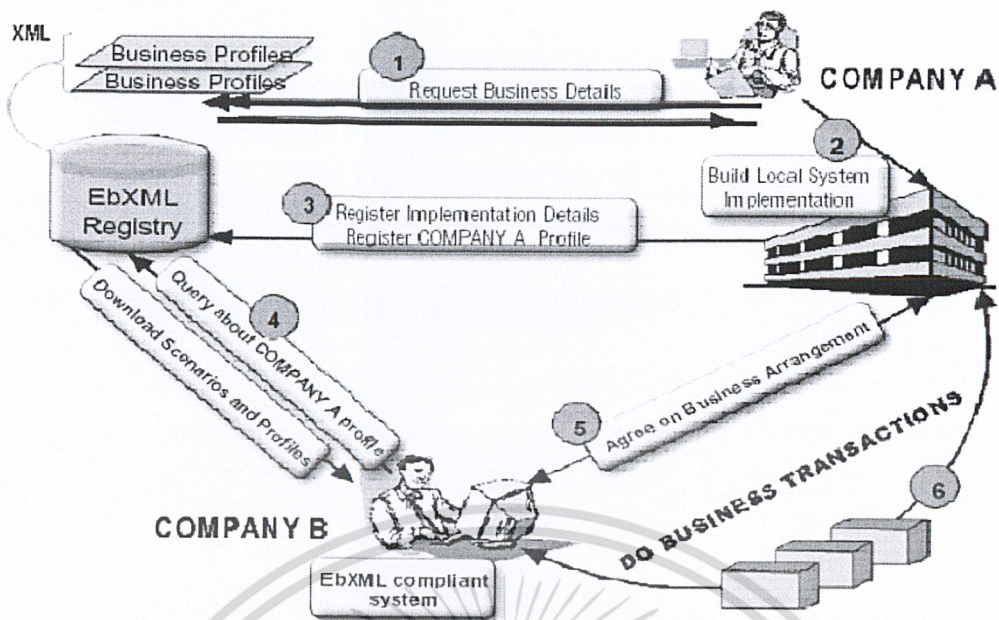 XML
Business Profiles
Business Profiles
1
Request Business Details
COMPANY A
2
Build Local System
Implementation
EbXML
Registry
3
Register Implementation Details
Register COMPANY A Profile
4
Query about COMPANY A profile
Download Scenarios and Profiles
5
Agree on Business Arrangement
DO BUSINESS TRANSACTIONS
6
COMPANY B
EbXML compliant
system